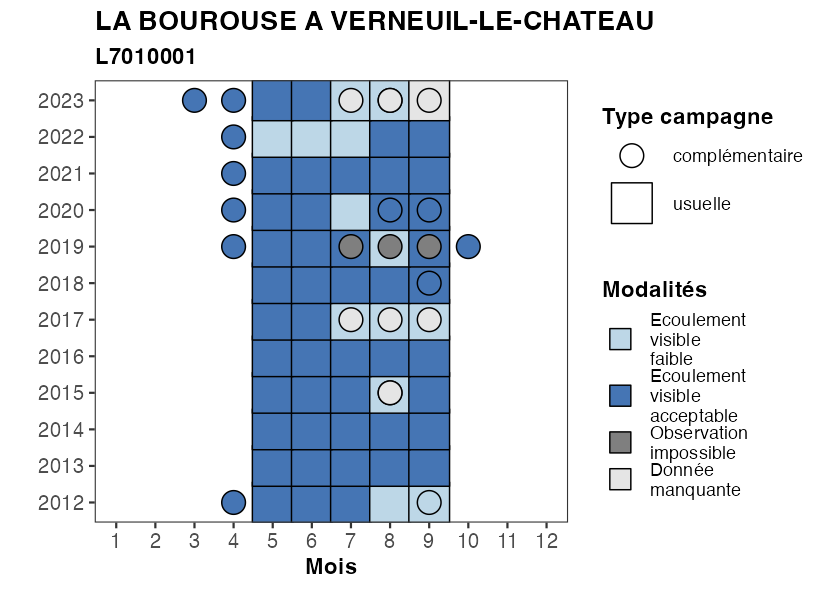 LA BOUROUSE A VERNEUIL-LE-CHATEAU
L7010001
2023
2022
2021
2020
2019
2018
2017
2016
2015
2014
2013
2012
1 2 3 4 5 6 7 8 9 10 11 12
Mois
Type campagne
complémentaire
usuelle
Modalités
Ecoulement
visible
faible
Ecoulement
visible
acceptable
Observation
impossible
Donnée
manquante